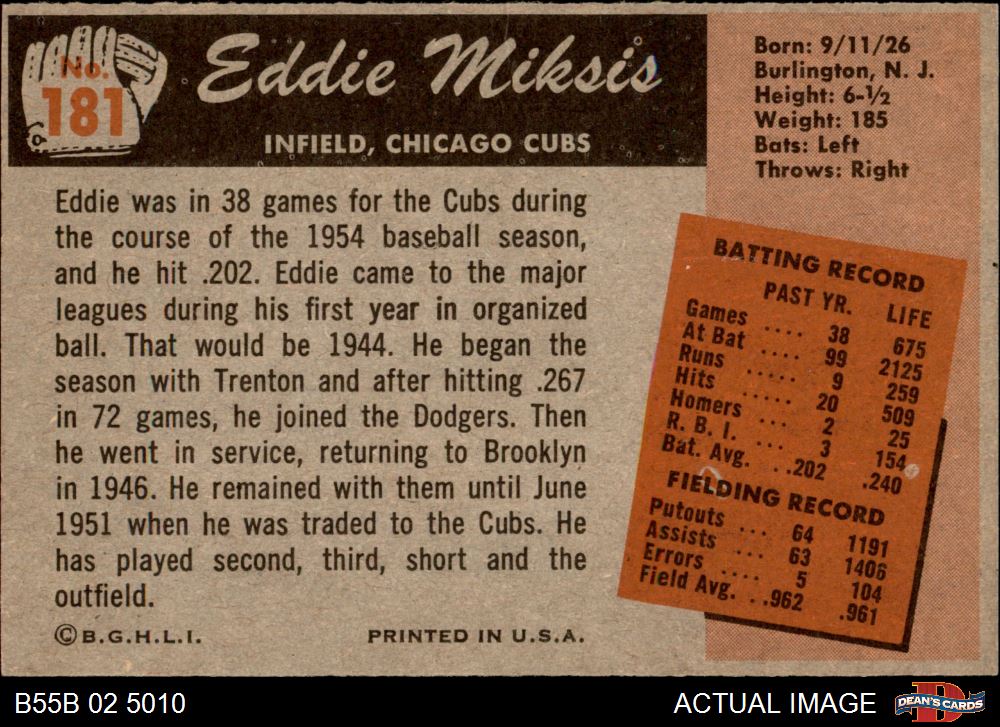 No.
181
Eddie Miksis
INFIELD, CHICAGO CUBS
Born: 9/11/26
Burlington, N. J.
Height: 6-½
Weight: 185
Bats: Left
Throws: Right
Eddie was in 38 games for the Cubs during
the course of the 1954 baseball season,
and he hit .202. Eddie came to the major
leagues during his first year in organized
ball. That would be 1944. He began the
season with Trenton and after hitting .267
in 72 games, he joined the Dodgers. Then
he went in service, returning to Brooklyn
in 1946. He remained with them until June
1951 when he was traded to the Cubs. He
has played second, third, short and the
outfield.
©B.G.H.L.I. PRINTED IN U.S.A.
BATTING RECORD
PAST YR. LIFE
Games .... 38 675
At Bat .... 99 2125
Runs ..... 9 259
Hits ..... 20 509
Homers ... 2 25
R. B. I. ... 3 154
Bat. Avg. ..202 .240
FIELDING RECORD
Putouts ... 64 1191
Assists ... 63 1406
Errors .... 5 104
Field Avg. ..962 .961
B55B 02 5010
ACTUAL IMAGE
D
DEAN'S CARDS